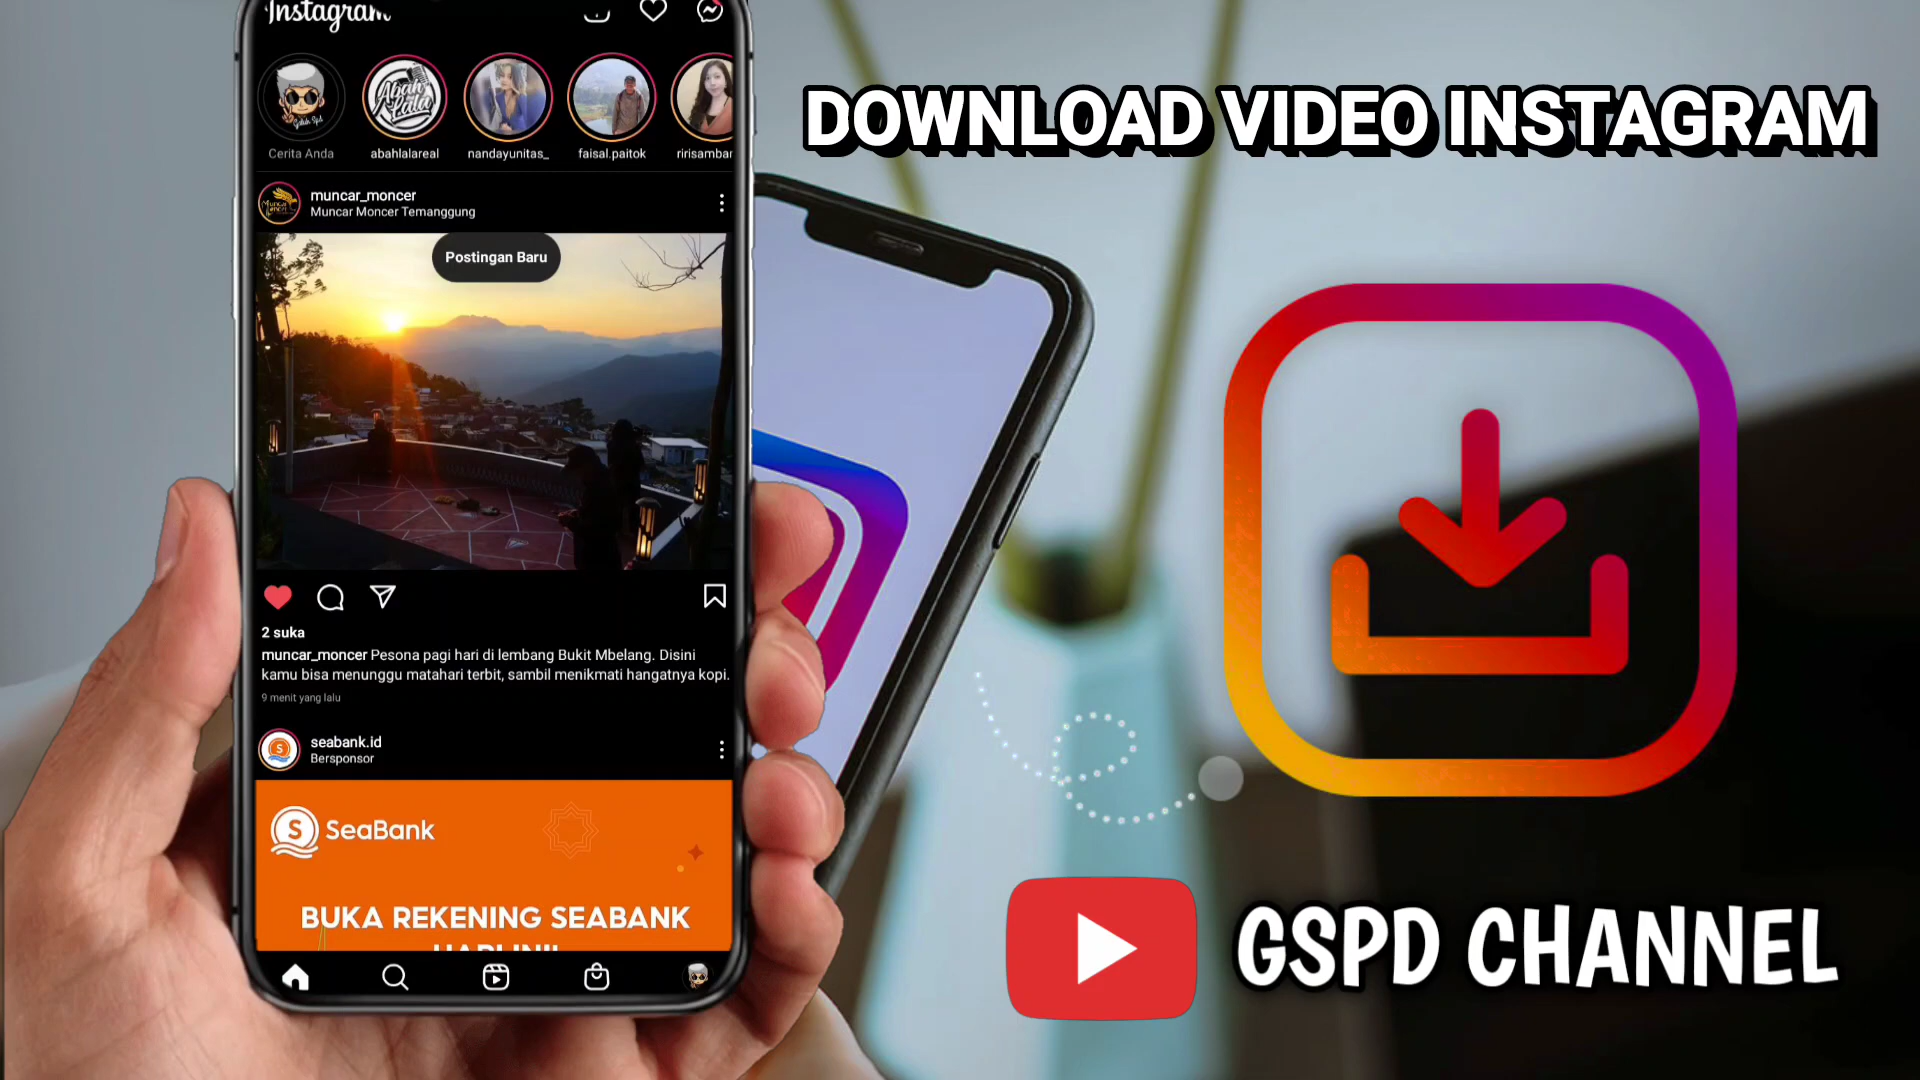 Instagram
Cerita Anda
abahlalareal
nandayunitas_
faisal.paitok
ririsambar
muncar_moncer
Muncar Moncer Temanggung
Postingan Baru
2 suka
muncar_moncer Pesona pagi hari di lembang Bukit Mbelang. Disini
kamu bisa menunggu matahari terbit, sambil menikmati hangatnya kopi.
9 menit yang lalu
seabank.id
Bersponsor
S SeaBank
BUKA REKENING SEABANK
DOWNLOAD VIDEO INSTAGRAM
GSPD CHANNEL